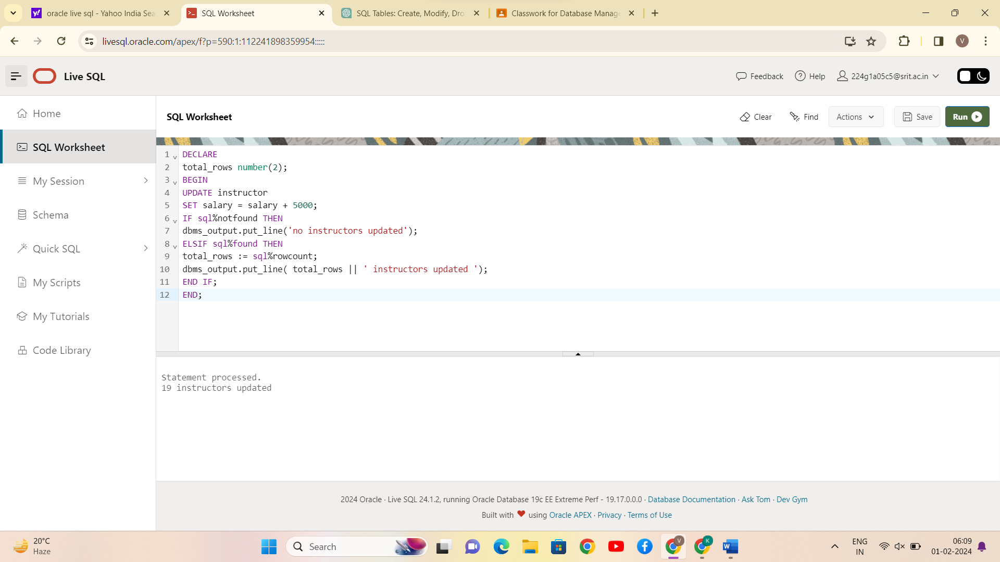 oracle live sql - Yahoo India Sea
SQL Worksheet
SQL Tables: Create, Modify, Dro
Classwork for Database Manage
livesql.oracle.com/apex/f?p=590:1:112241898359954:::::
V
Live SQL
Feedback
Help
224g1a05c5@srit.ac.in
Home
SQL Worksheet
My Session
Schema
Quick SQL
My Scripts
My Tutorials
Code Library
SQL Worksheet
Clear
Find
Actions
Save
Run
1 DECLARE
2 total_rows number(2);
3 BEGIN
4 UPDATE instructor
5 SET salary = salary + 5000;
6 IF sql%notfound THEN
7 dbms_output.put_line('no instructors updated');
8 ELSIF sql%found THEN
9 total_rows := sql%rowcount;
10 dbms_output.put_line( total_rows || ' instructors updated ');
11 END IF;
12 END;
Statement processed.
19 instructors updated
2024 Oracle · Live SQL 24.1.2, running Oracle Database 19c EE Extreme Perf - 19.17.0.0.0 · Database Documentation · Ask Tom · Dev Gym
Built with ❤ using Oracle APEX · Privacy · Terms of Use
20°C
Haze
Search
V
K
W
ENG
IN
06:09
01-02-2024